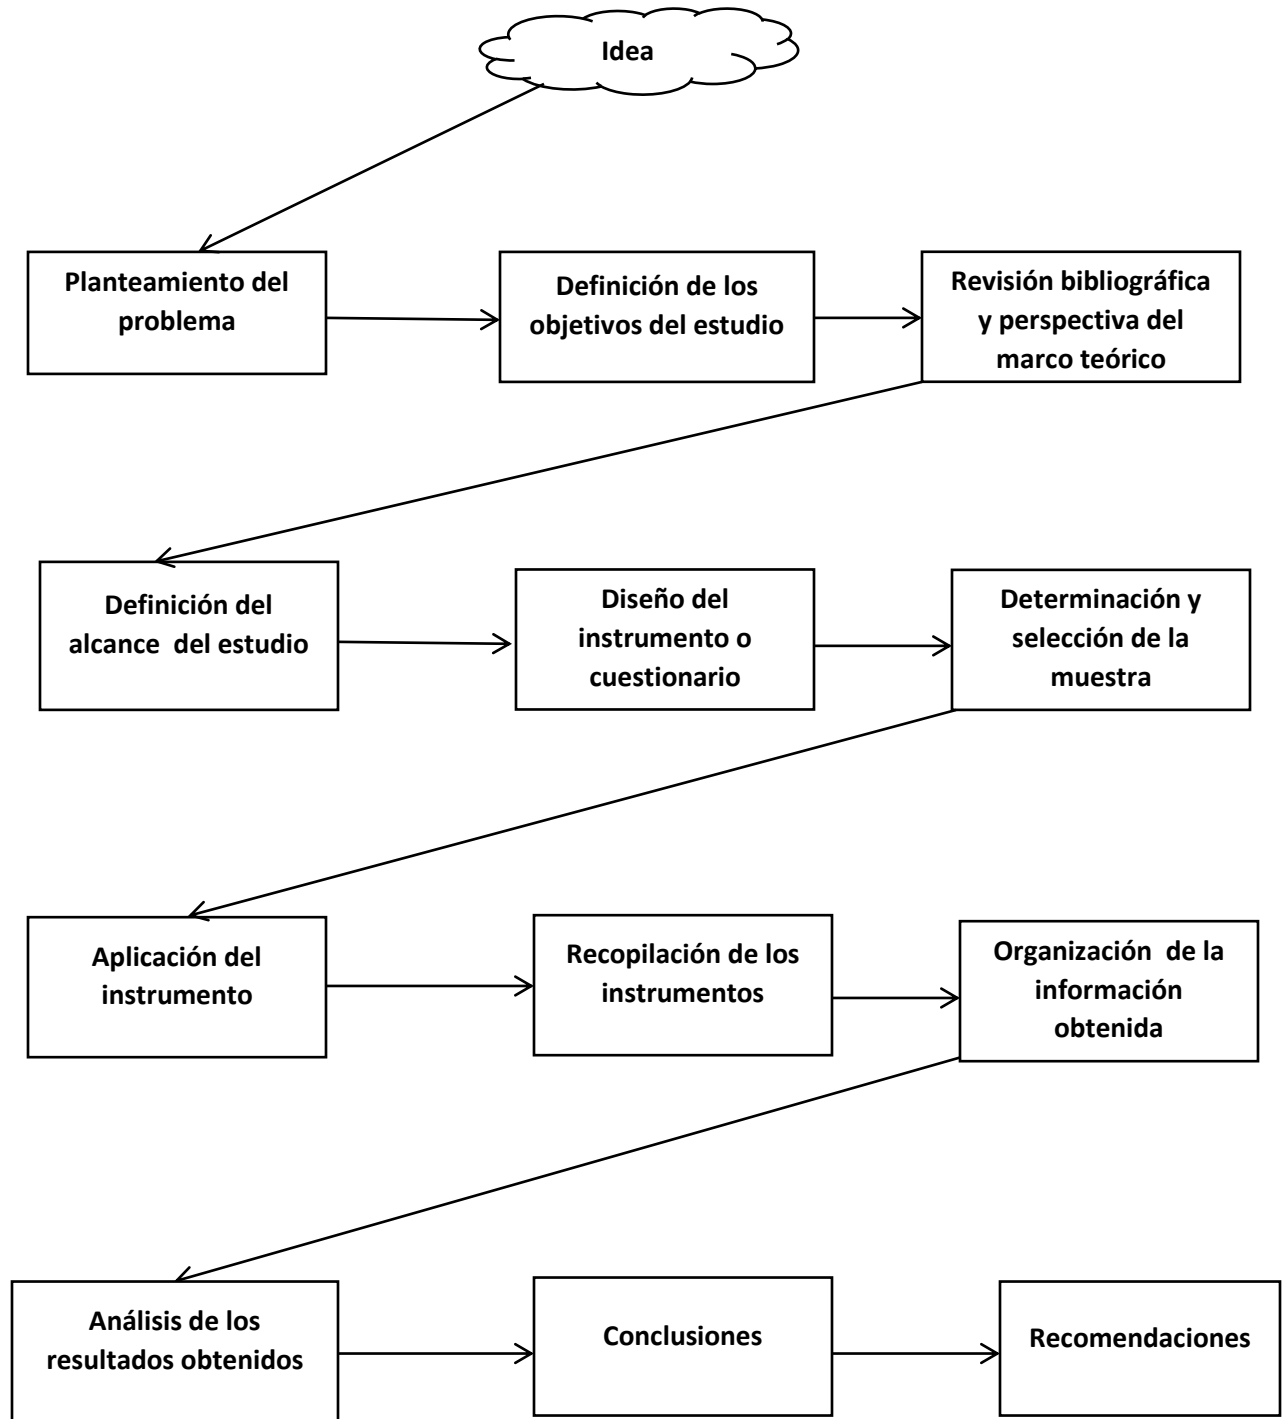 Idea
Planteamiento del
problema
Definición de los
objetivos del estudio
Revisión bibliográfica
y perspectiva del
marco teórico
Definición del
alcance  del estudio
Diseño del
instrumento o
cuestionario
Determinación y
selección de la
muestra
Aplicación del
instrumento
Recopilación de los
instrumentos
Organización  de la
información
obtenida
Análisis de los
resultados obtenidos
Conclusiones
Recomendaciones